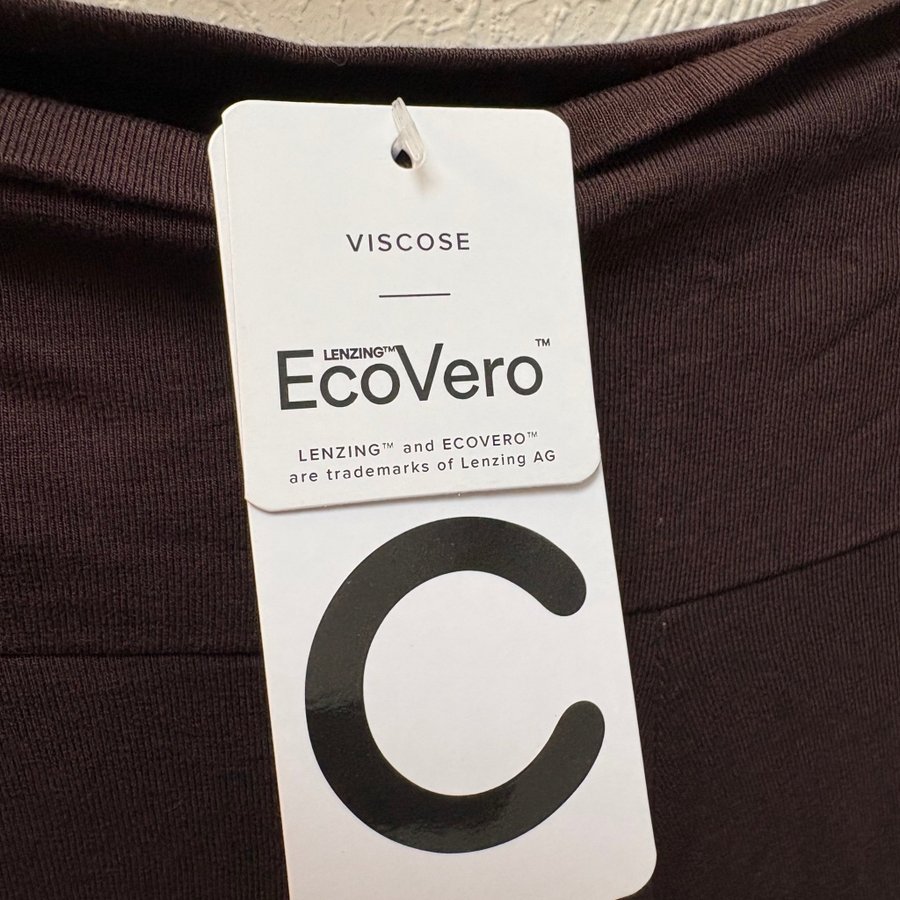 VISCOSE
LENZING™
EcoVero™
LENZING™ and ECOVERO™
are trademarks of Lenzing AG
C